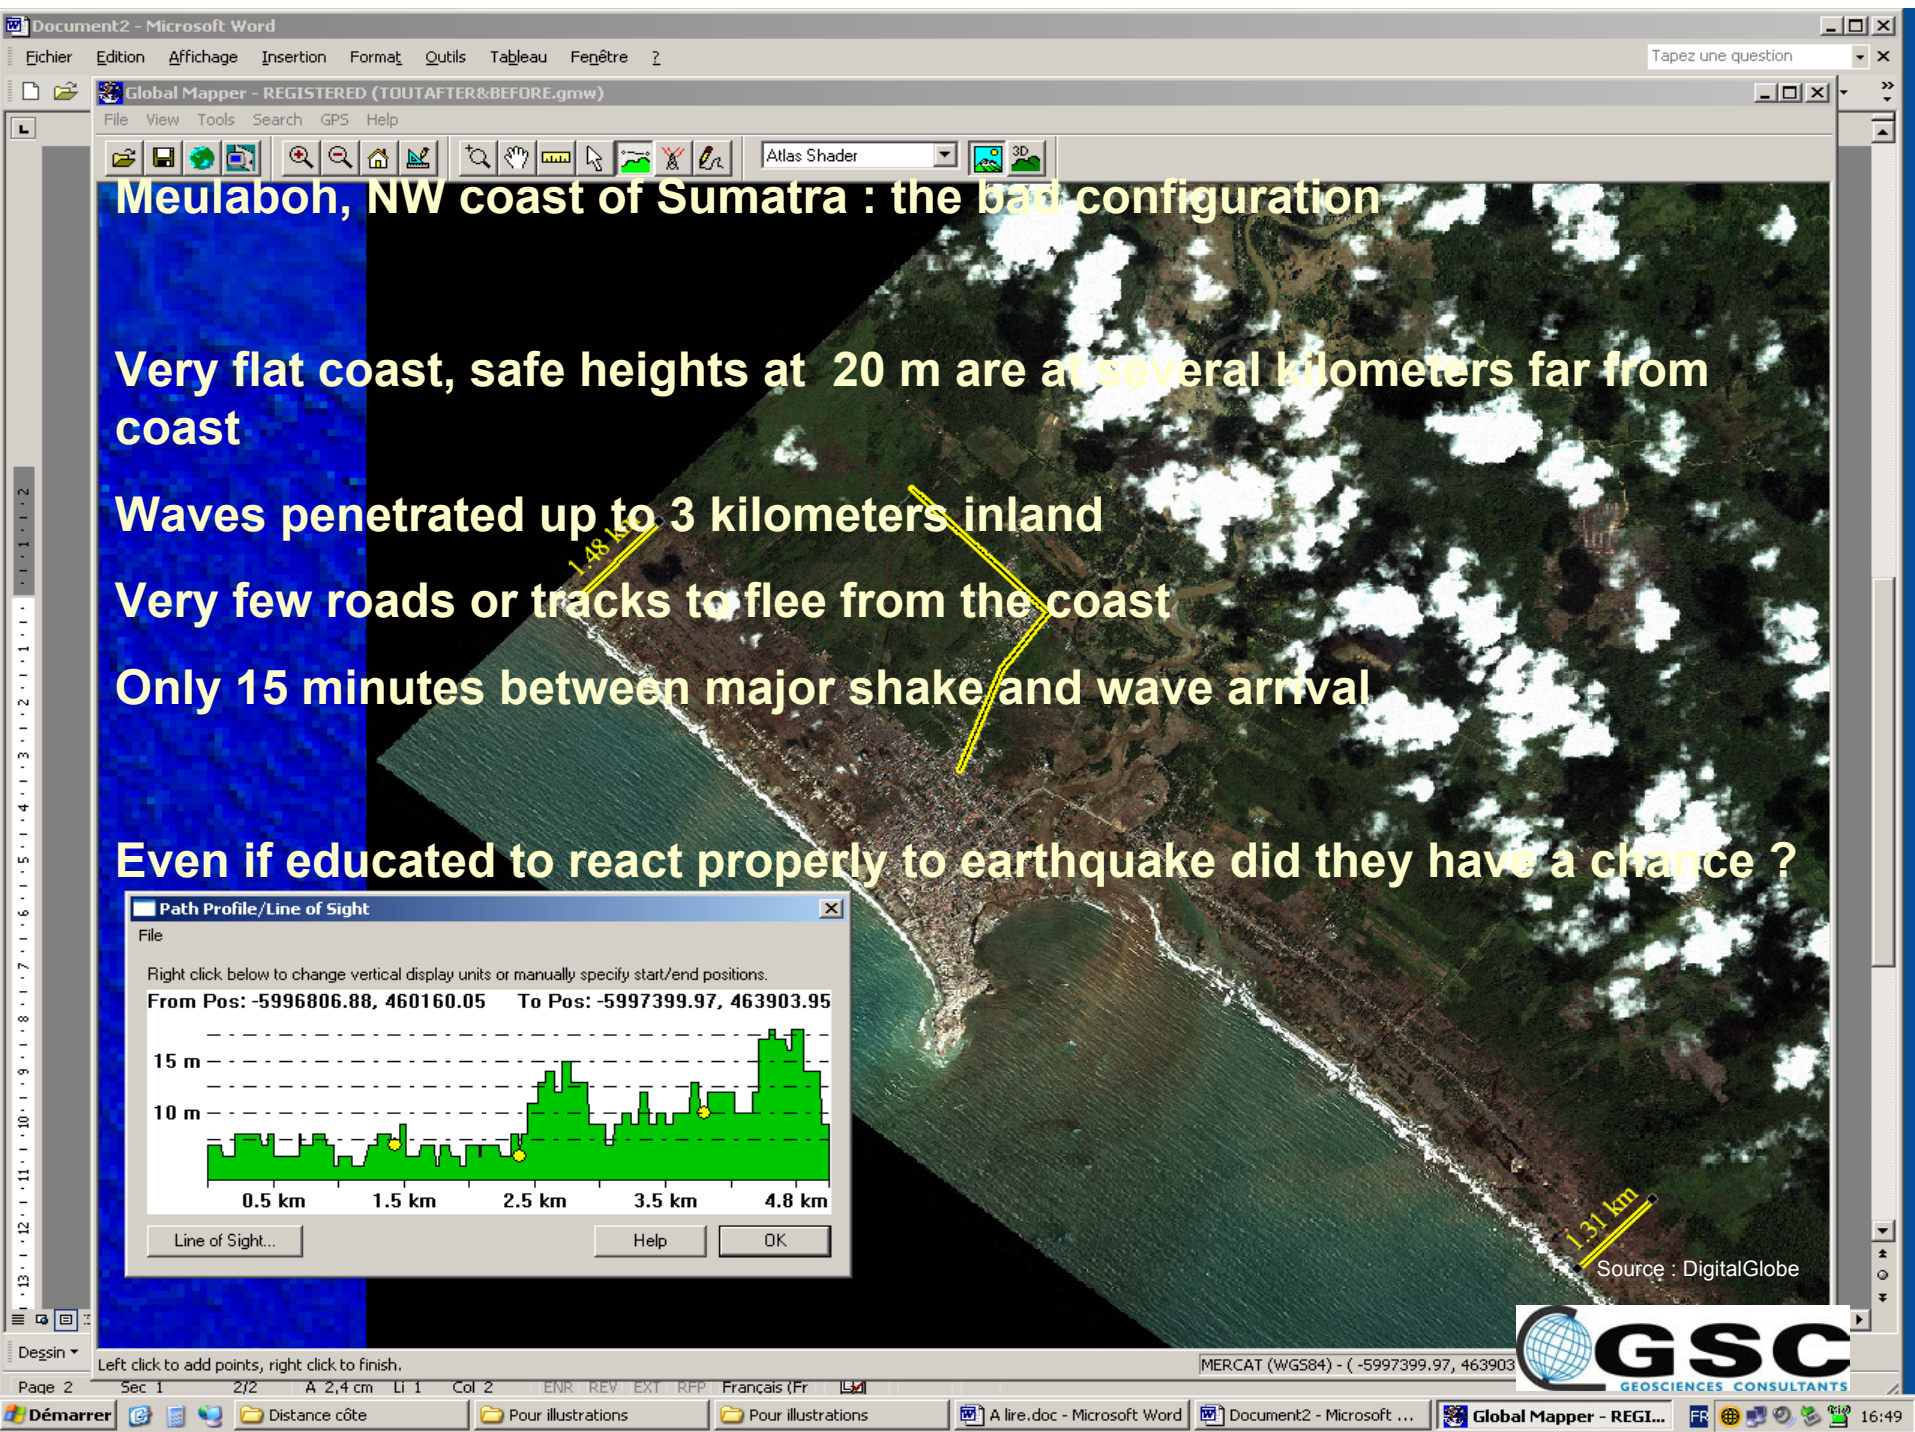 Document2 - Microsoft Word
Fichier Edition Affichage Insertion Format Outils Tableau Fenêtre ?
Tapez une question
Global Mapper - REGISTERED (TOUTAFTER&BEFORE.gmw)
File View Tools Search GPS Help
Atlas Shader
3D
Meulaboh, NW coast of Sumatra : the bad configuration
Very flat coast, safe heights at 20 m are at several kilometers far from
coast
Waves penetrated up to 3 kilometers inland
1.48 km
Very few roads or tracks to flee from the coast
Only 15 minutes between major shake and wave arrival
Even if educated to react properly to earthquake did they have a chance ?
Path Profile/Line of Sight
File
Right click below to change vertical display units or manually specify start/end positions.
From Pos: -5996806.88, 460160.05 To Pos: -5997399.97, 463903.95
15 m
10 m
0.5 km 1.5 km 2.5 km 3.5 km 4.8 km
Line of Sight... Help OK
1.31 km
Source : DigitalGlobe
GSC
GEOSCIENCES CONSULTANTS
Dessin
Left click to add points, right click to finish.
MERCAT (WGS84) - ( -5997399.97, 463903
Page 2 Sec 1 2/2 A 2,4 cm Li 1 Col 2 ENR REV EXT RFP Français (Fr
Démarrer Distance côte Pour illustrations Pour illustrations A lire.doc - Microsoft Word Document2 - Microsoft ... Global Mapper - REGI... FR 16:49